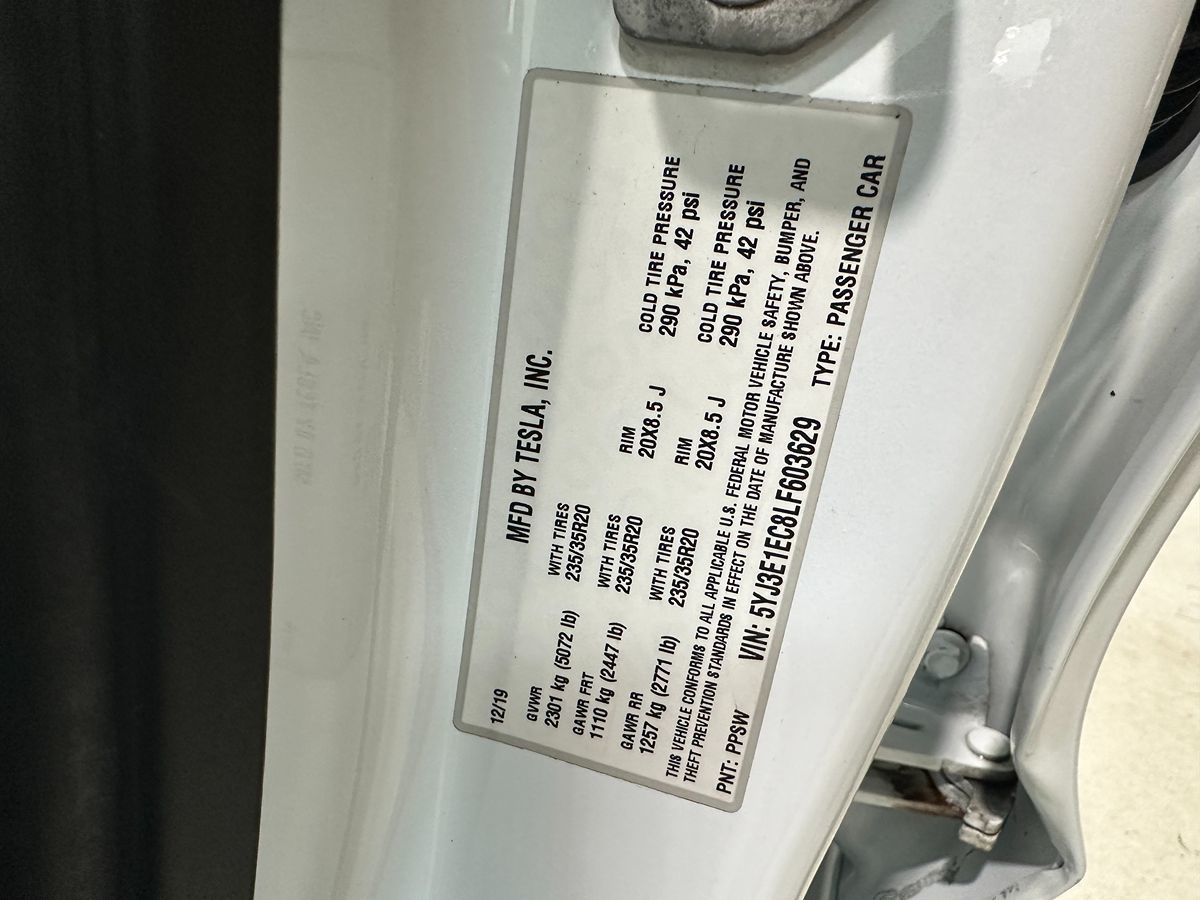 MFD BY TESLA, INC.
12/19
GVWR
2301 kg (5072 lb)
WITH TIRES
235/35R20
GAWR FRT
1110 kg (2447 lb)
WITH TIRES
235/35R20
RIM
20X8.5 J
COLD TIRE PRESSURE
290 kPa, 42 psi
GAWR RR
1257 kg (2771 lb)
WITH TIRES
235/35R20
RIM
20X8.5 J
COLD TIRE PRESSURE
290 kPa, 42 psi
THIS VEHICLE CONFORMS TO ALL APPLICABLE U.S. FEDERAL MOTOR VEHICLE SAFETY, BUMPER, AND
THEFT PREVENTION STANDARDS IN EFFECT ON THE DATE OF MANUFACTURE SHOWN ABOVE.
PNT: PPSW VIN: 5YJ3E1EC8LF603629 TYPE: PASSENGER CAR